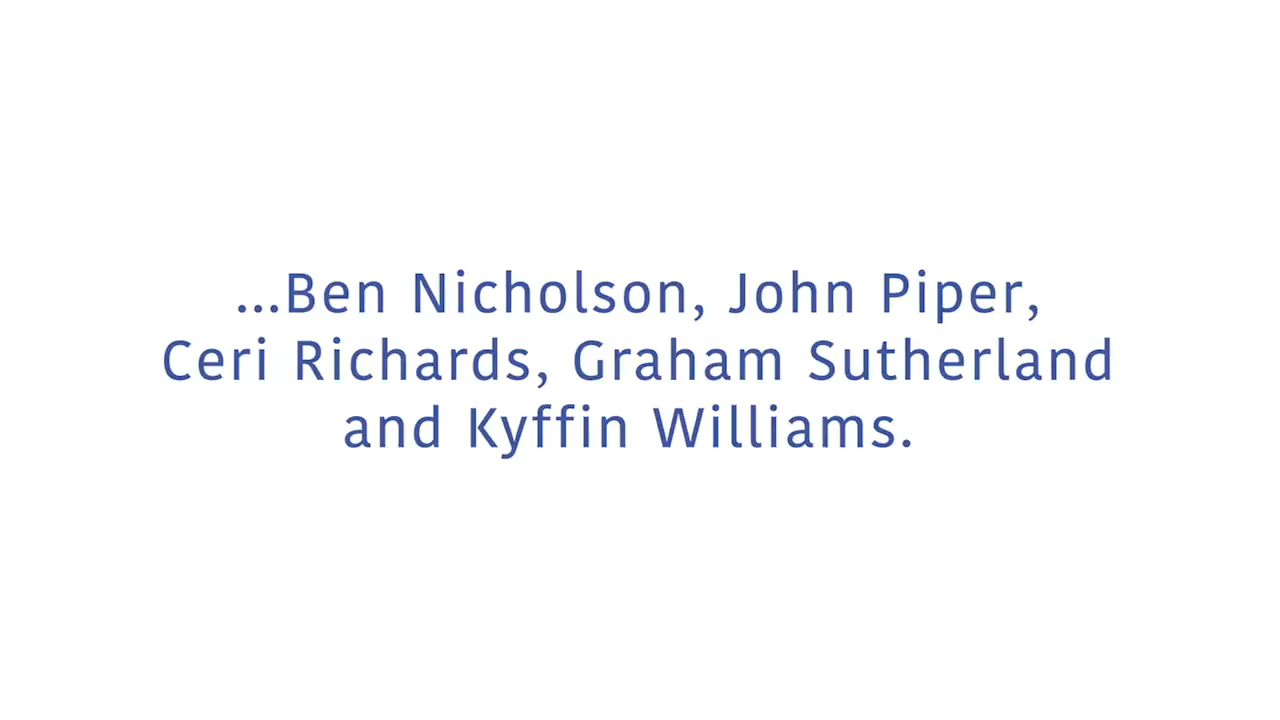 ...Ben Nicholson, John Piper,
Ceri Richards, Graham Sutherland
and Kyffin Williams.